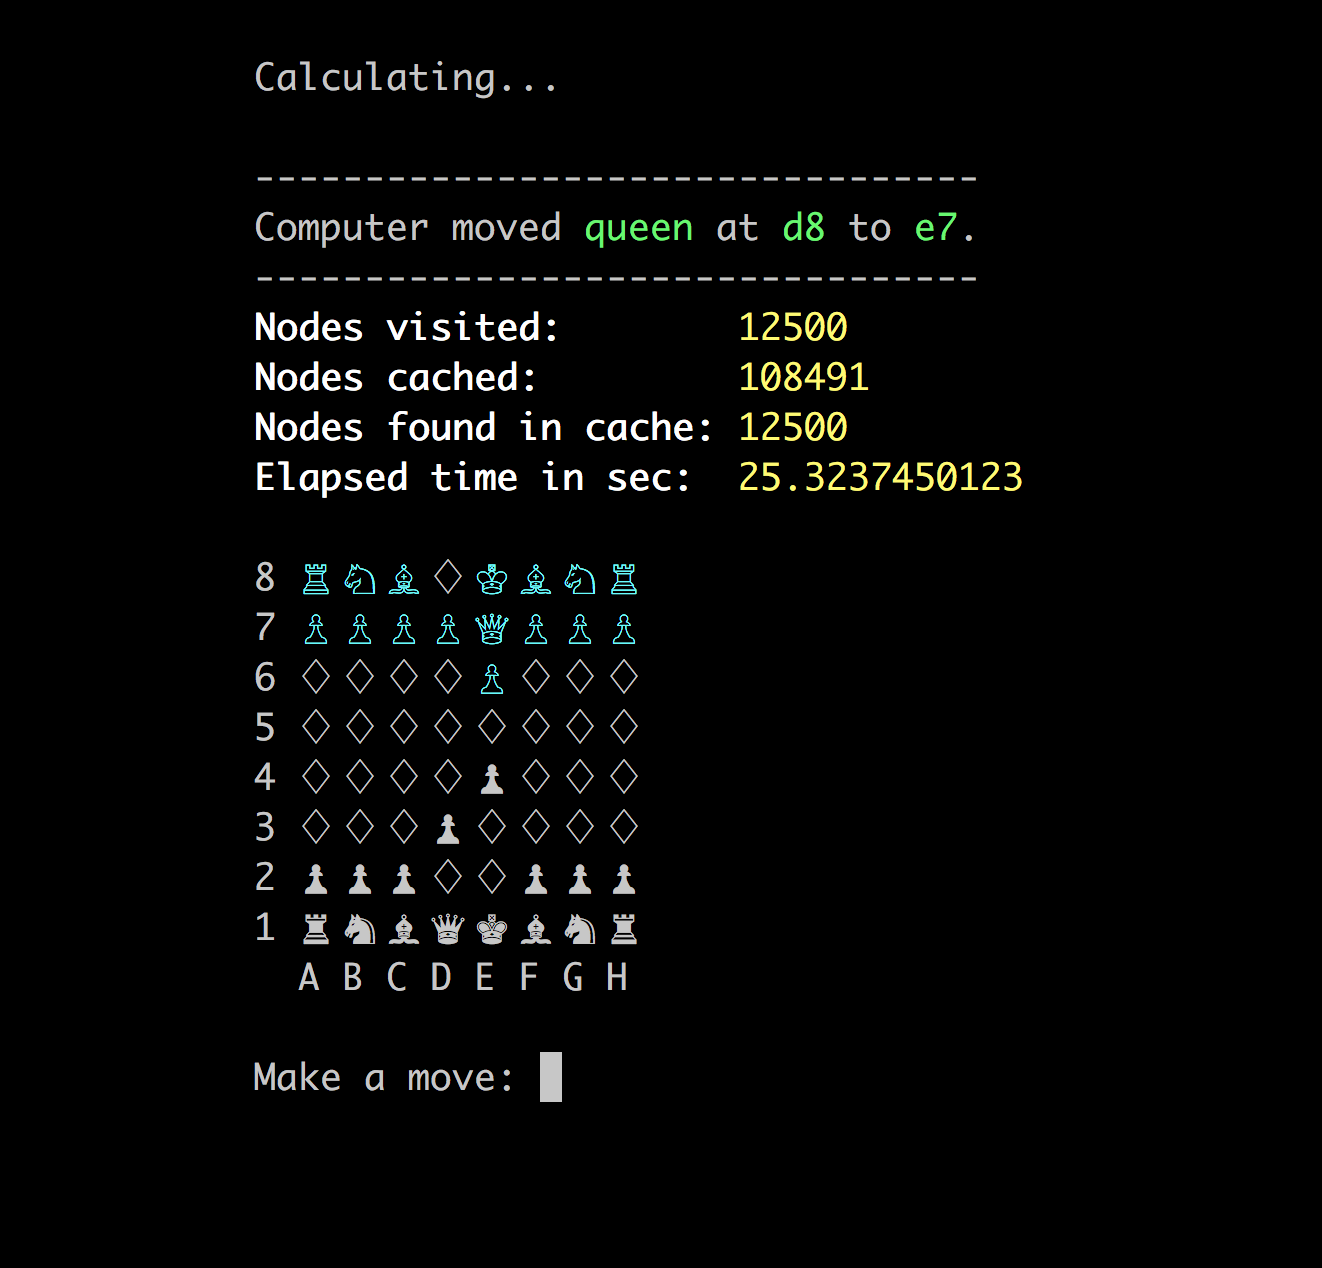 Calculating...
---------------------------------
Computer moved queen at d8 to e7.
---------------------------------
Nodes visited: 12500
Nodes cached: 108491
Nodes found in cache: 12500
Elapsed time in sec: 25.3237450123
8 ♖ ♘ ♗ ♢ ♔ ♗ ♘ ♖
7 ♙ ♙ ♙ ♙ ♕ ♙ ♙ ♙
6 ♢ ♢ ♢ ♢ ♙ ♢ ♢ ♢
5 ♢ ♢ ♢ ♢ ♢ ♢ ♢ ♢
4 ♢ ♢ ♢ ♢ ♟ ♢ ♢ ♢
3 ♢ ♢ ♢ ♟ ♢ ♢ ♢ ♢
2 ♟ ♟ ♟ ♢ ♢ ♟ ♟ ♟
1 ♜ ♞ ♝ ♛ ♚ ♝ ♞ ♜
A B C D E F G H
Make a move: